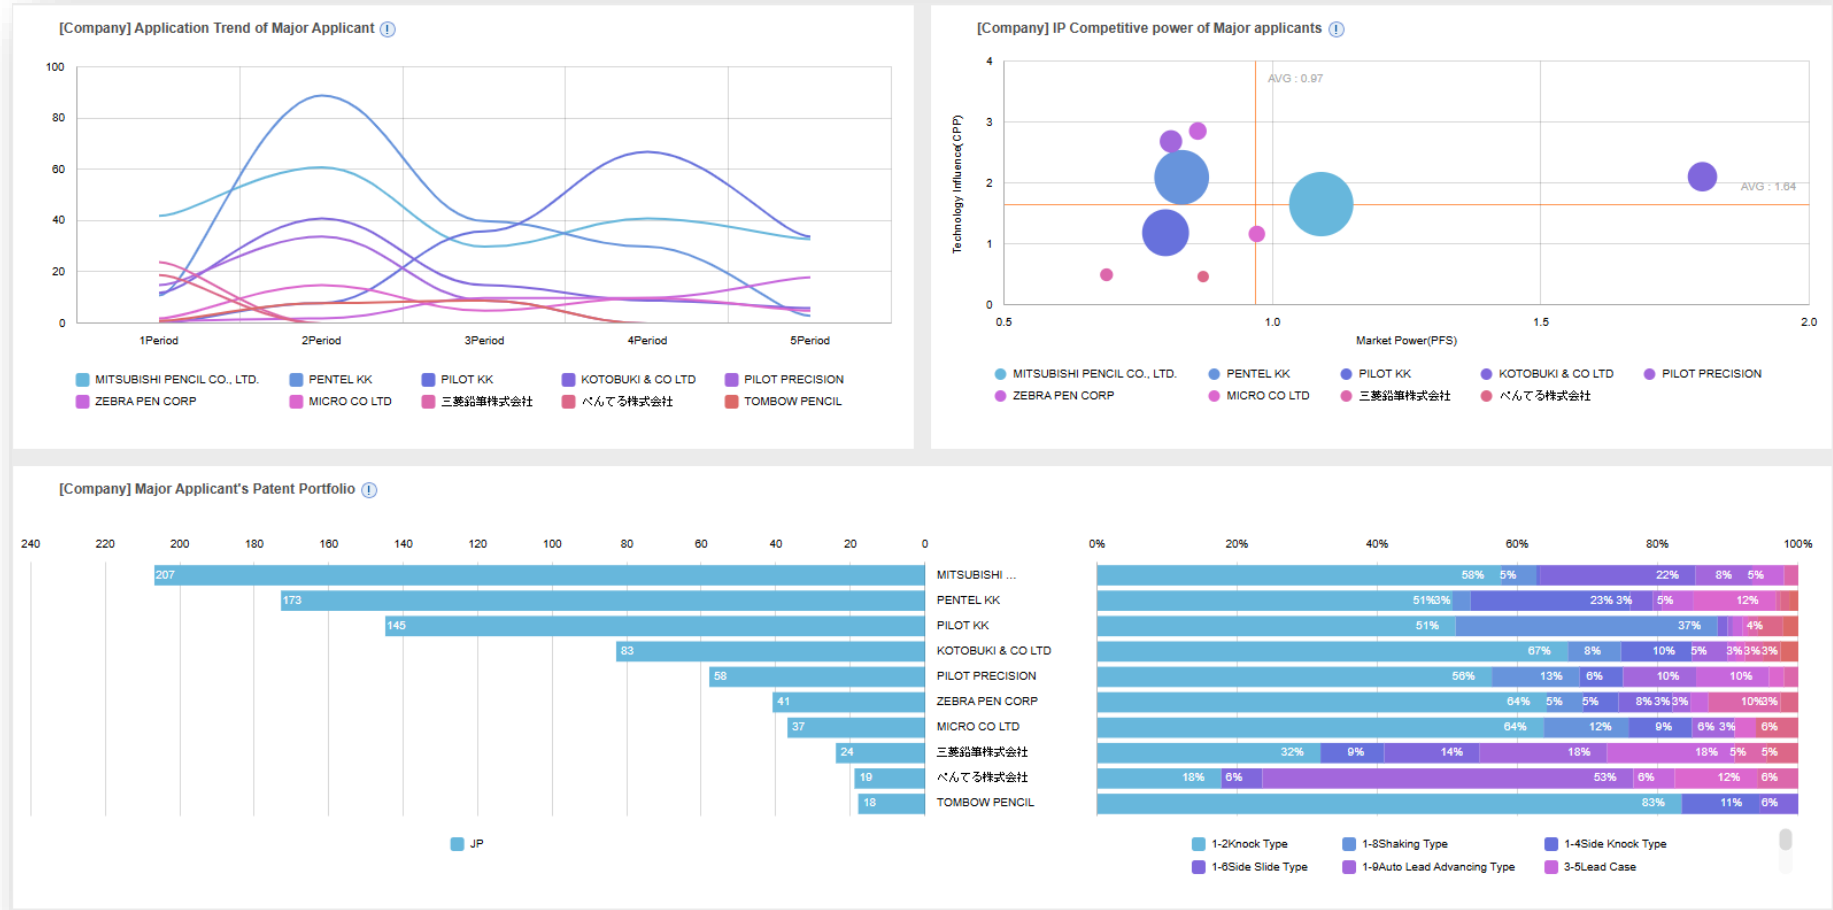 [Company] Application Trend of Major Applicant
100
80
60
40
20
0
1Period 2Period 3Period 4Period 5Period
MITSUBISHI PENCIL CO., LTD. PENTEL KK PILOT KK KOTOBUKI & CO LTD PILOT PRECISION
ZEBRA PEN CORP MICRO CO LTD 三菱鉛筆株式会社 ぺんてる株式会社 TOMBOW PENCIL
[Company] IP Competitive power of Major applicants
Technology Influence(CPP)
4
3
2
1
0
AVG : 0.97
AVG : 1.64
0.5 1.0 1.5 2.0
Market Power(PFS)
MITSUBISHI PENCIL CO., LTD. PENTEL KK PILOT KK KOTOBUKI & CO LTD PILOT PRECISION
ZEBRA PEN CORP MICRO CO LTD 三菱鉛筆株式会社 ぺんてる株式会社
[Company] Major Applicant's Patent Portfolio
240 220 200 180 160 140 120 100 80 60 40 20 0 0% 20% 40% 60% 80% 100%
207 MITSUBISHI ... 58% 5% 22% 8% 5%
173 PENTEL KK 51% 3% 23% 3% 5% 12%
145 PILOT KK 51% 37% 4%
83 KOTOBUKI & CO LTD 67% 8% 10% 5% 3% 3% 3%
58 PILOT PRECISION 56% 13% 6% 10% 10%
41 ZEBRA PEN CORP 64% 5% 5% 8% 3% 3% 10% 3%
37 MICRO CO LTD 64% 12% 9% 6% 3% 6%
24 三菱鉛筆株式会社 32% 9% 14% 18% 18% 5% 5%
19 ぺんてる株式会社 18% 6% 53% 6% 12% 6%
18 TOMBOW PENCIL 83% 11% 6%
JP
1-2Knock Type 1-8Shaking Type 1-4Side Knock Type
1-6Side Slide Type 1-9Auto Lead Advancing Type 3-5Lead Case